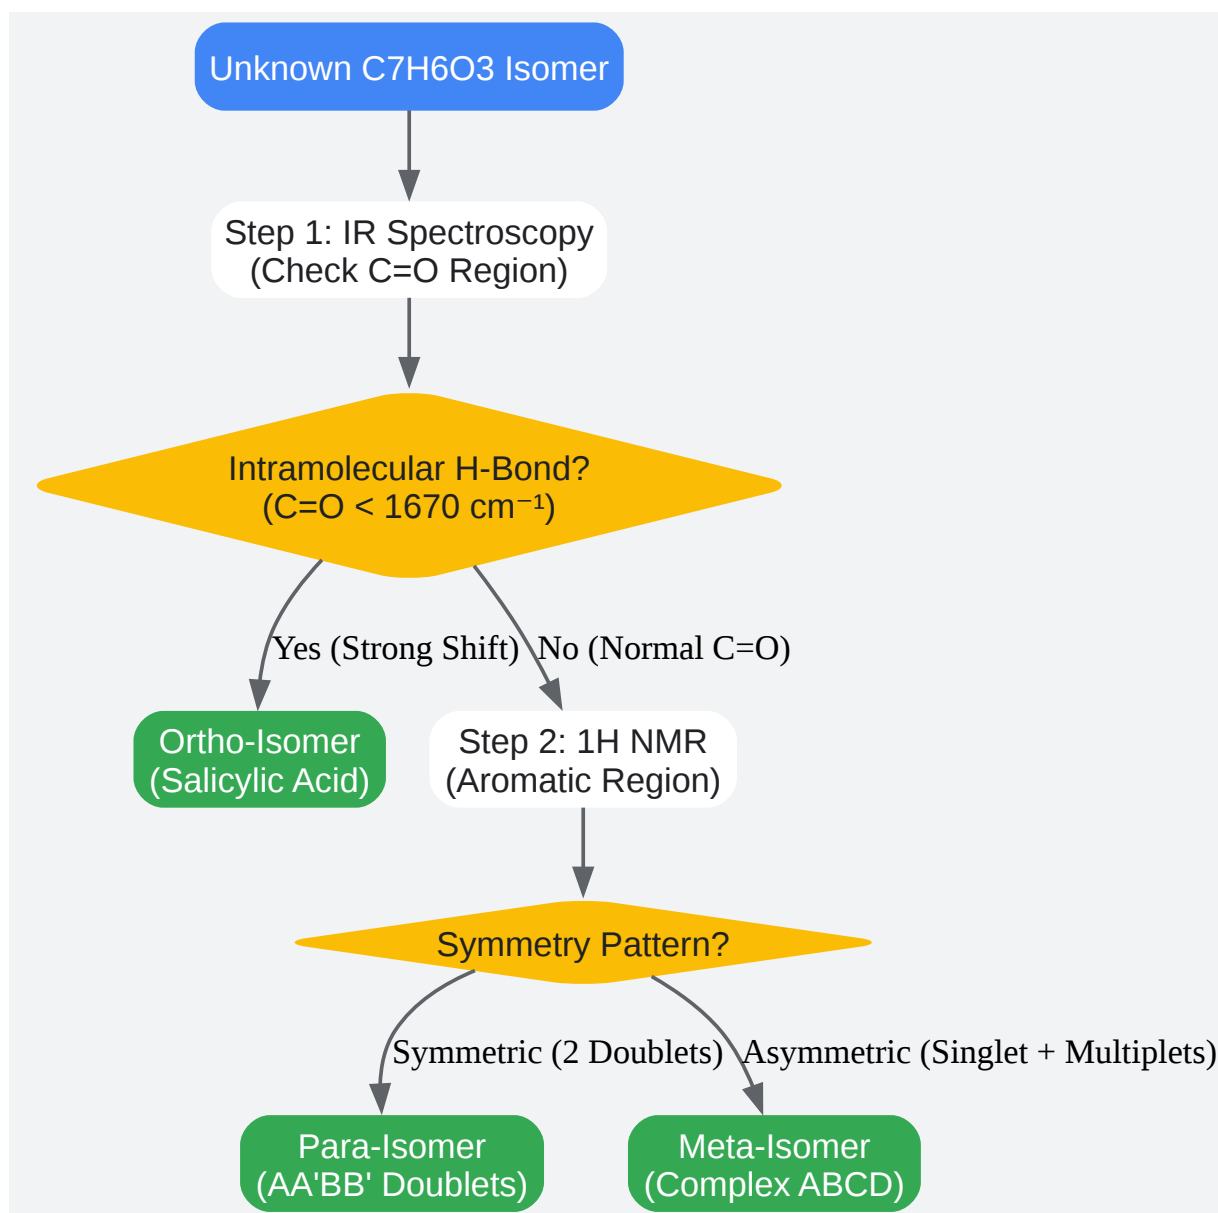 Unknown C7H6O3 Isomer
Step 1: IR Spectroscopy
(Check C=O Region)
Intramolecular H-Bond?
(C=O < 1670 cm⁻¹)
Yes (Strong Shift)
No (Normal C=O)
Ortho-Isomer
(Salicylic Acid)
Step 2: 1H NMR
(Aromatic Region)
Symmetry Pattern?
Symmetric (2 Doublets)
Asymmetric (Singlet + Multiplets)
Para-Isomer
(AA'BB' Doublets)
Meta-Isomer
(Complex ABCD)